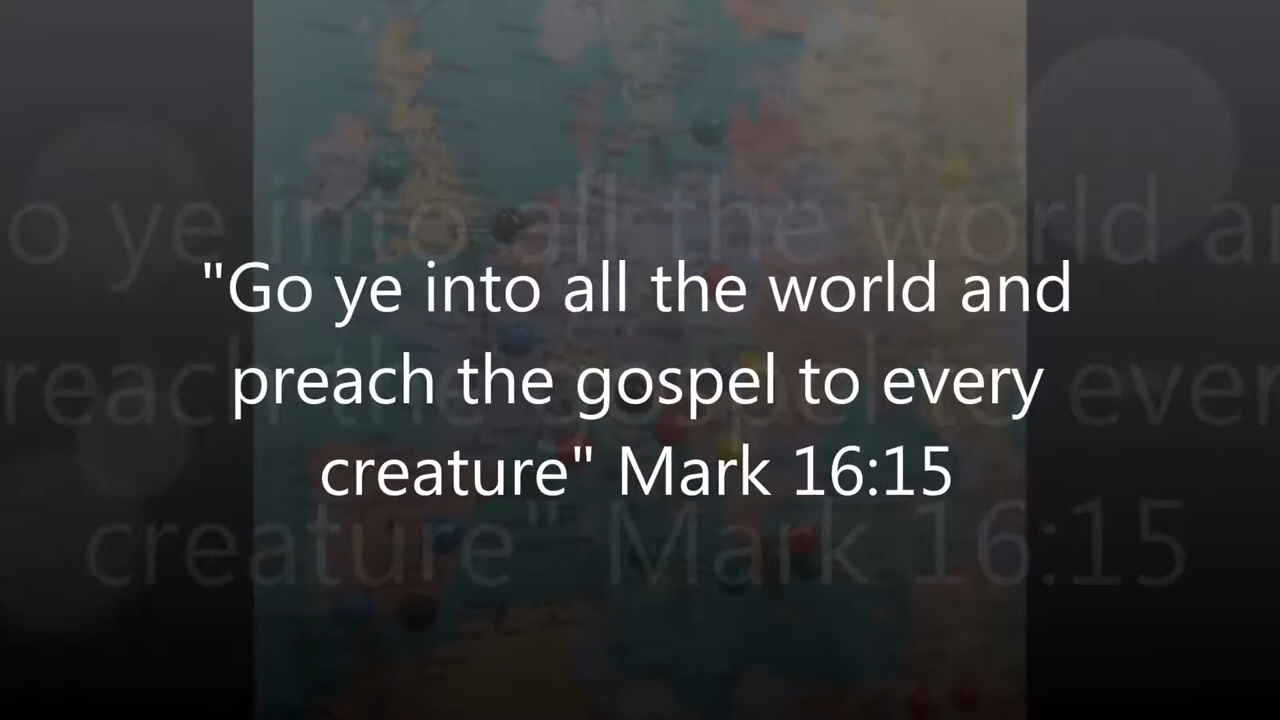 "Go ye into all the world and
preach the gospel to every
creature" Mark 16:15